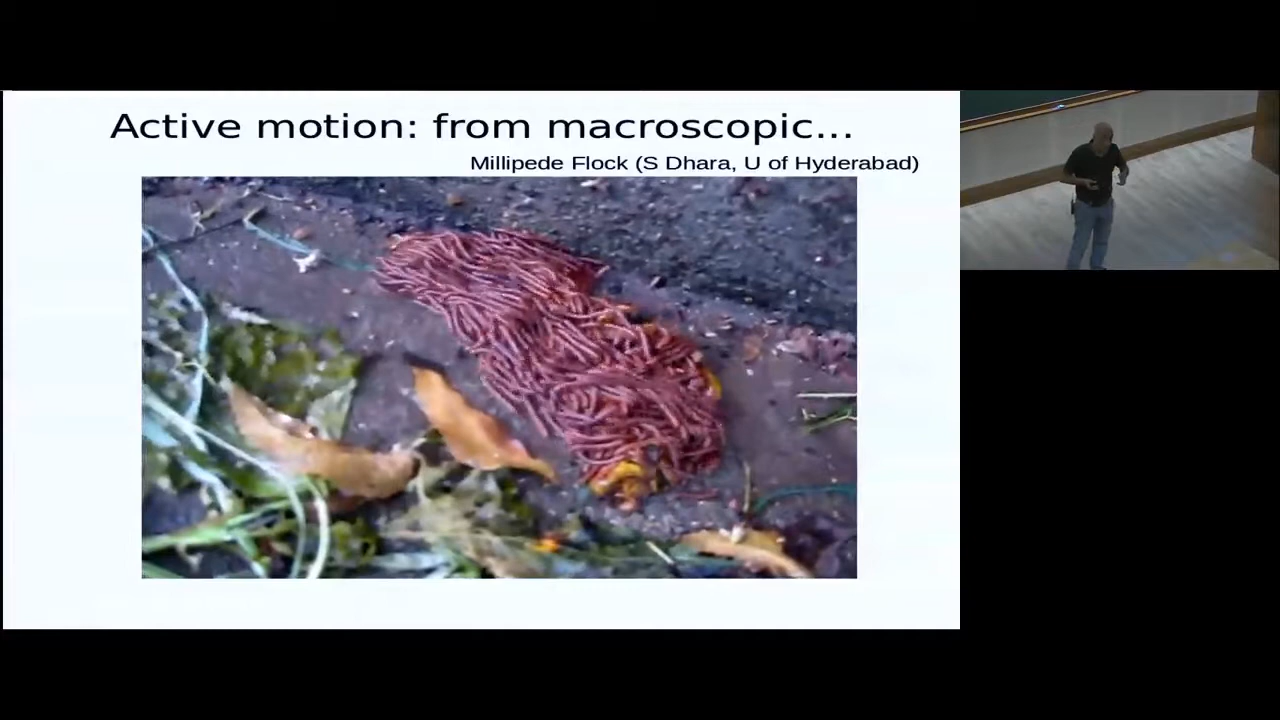 Active motion: from macroscopic...
Millipede Flock (S Dhara, U of Hyderabad)